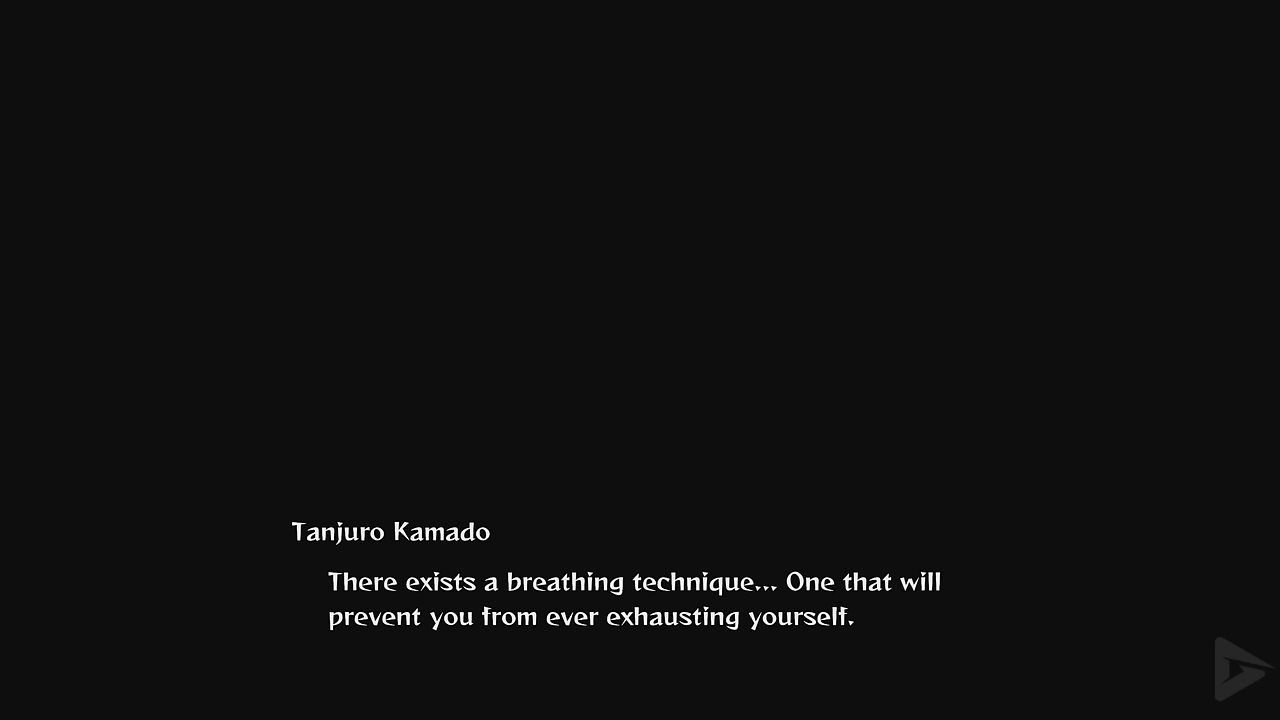 Tanjuro Kamado
There exists a breathing technique... One that will
prevent you from ever exhausting yourself.